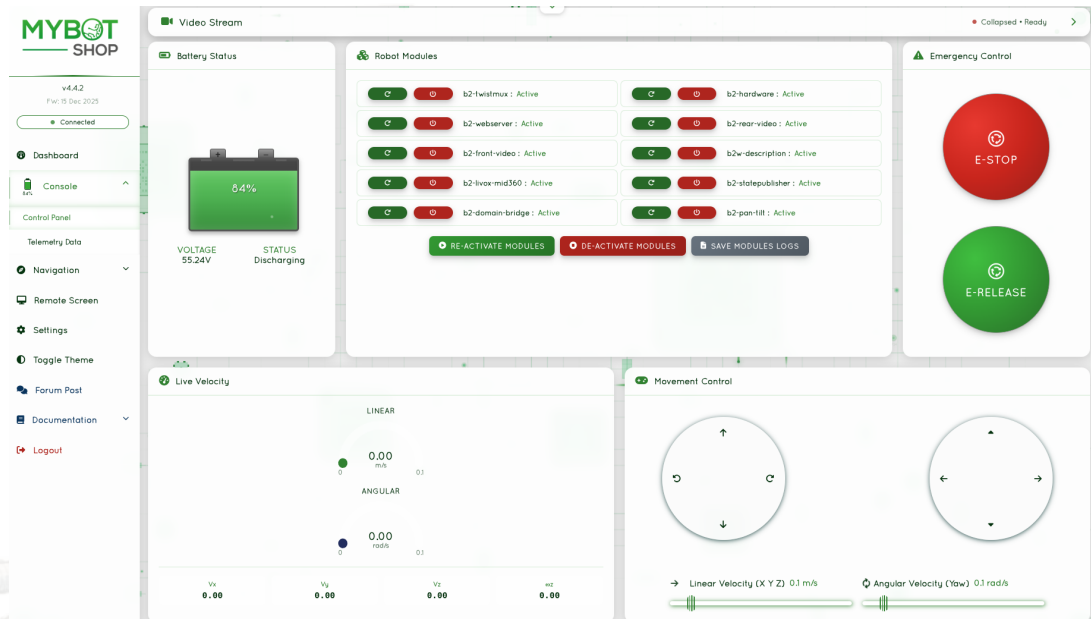 MYBOT
SHOP
v4.4.2
FW: 15 Dec 2025
Connected
Dashboard
84%
Console
Control Panel
Telemetry Data
Navigation
Remote Screen
Settings
Toggle Theme
Forum Post
Documentation
Logout
Video Stream
Collapsed • Ready
Battery Status
84%
VOLTAGE
55.24V
STATUS
Discharging
Robot Modules
b2-twistmux : Active
b2-hardware : Active
b2-webserver : Active
b2-rear-video : Active
b2-front-video : Active
b2w-description : Active
b2-livox-mid360 : Active
b2-statepublisher : Active
b2-domain-bridge : Active
b2-pan-tilt : Active
RE-ACTIVATE MODULES
DE-ACTIVATE MODULES
SAVE MODULES LOGS
Emergency Control
E-STOP
E-RELEASE
Live Velocity
LINEAR
0.00
m/s
0
0.1
ANGULAR
0.00
rad/s
0
0.1
Vx
0.00
Vy
0.00
Vz
0.00
ωz
0.00
Movement Control
Linear Velocity (X Y Z) 0.1 m/s
Angular Velocity (Yaw) 0.1 rad/s